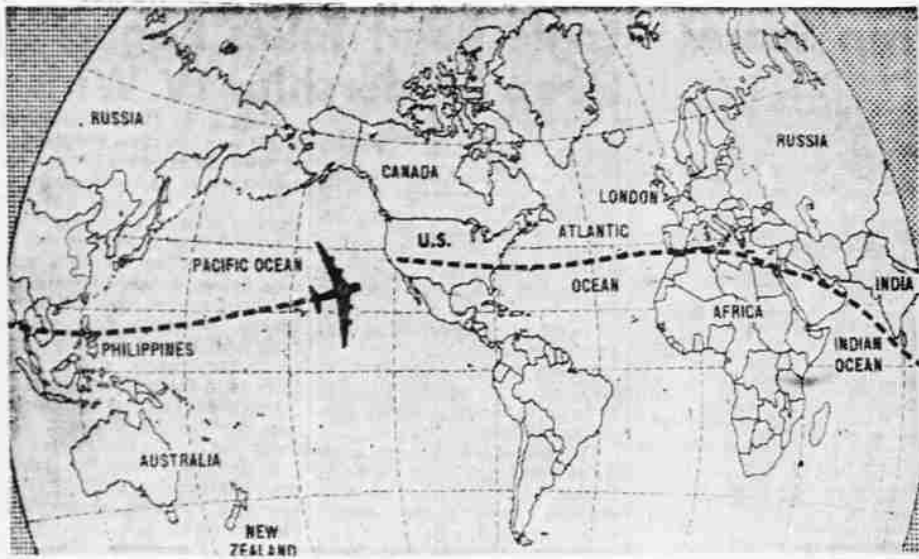 RUSSIA
CANADA
LONDON
RUSSIA
U.S.
ATLANTIC
OCEAN
PACIFIC OCEAN
INDIA
AFRICA
PHILIPPINES
INDIAN
OCEAN
AUSTRALIA
NEW
ZEALAND